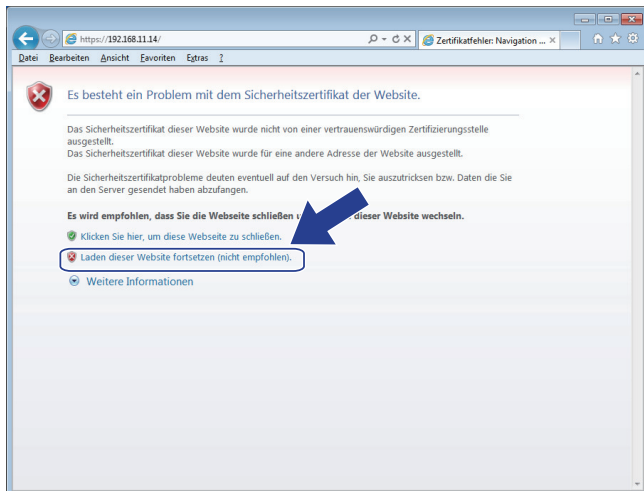 https://192.168.11.14/
Zertifikatfehler: Navigation ...
Datei Bearbeiten Ansicht Favoriten Extras ?
Es besteht ein Problem mit dem Sicherheitszertifikat der Website.
Das Sicherheitszertifikat dieser Website wurde nicht von einer vertrauenswürdigen Zertifizierungsstelle
ausgestellt.
Das Sicherheitszertifikat dieser Website wurde für eine andere Adresse der Website ausgestellt.
Die Sicherheitszertifikatprobleme deuten eventuell auf den Versuch hin, Sie auszutricksen bzw. Daten die Sie
an den Server gesendet haben abzufangen.
Es wird empfohlen, dass Sie die Webseite schließen dieser Website wechseln.
Klicken Sie hier, um diese Webseite zu schließen.
Laden dieser Website fortsetzen (nicht empfohlen).
Weitere Informationen